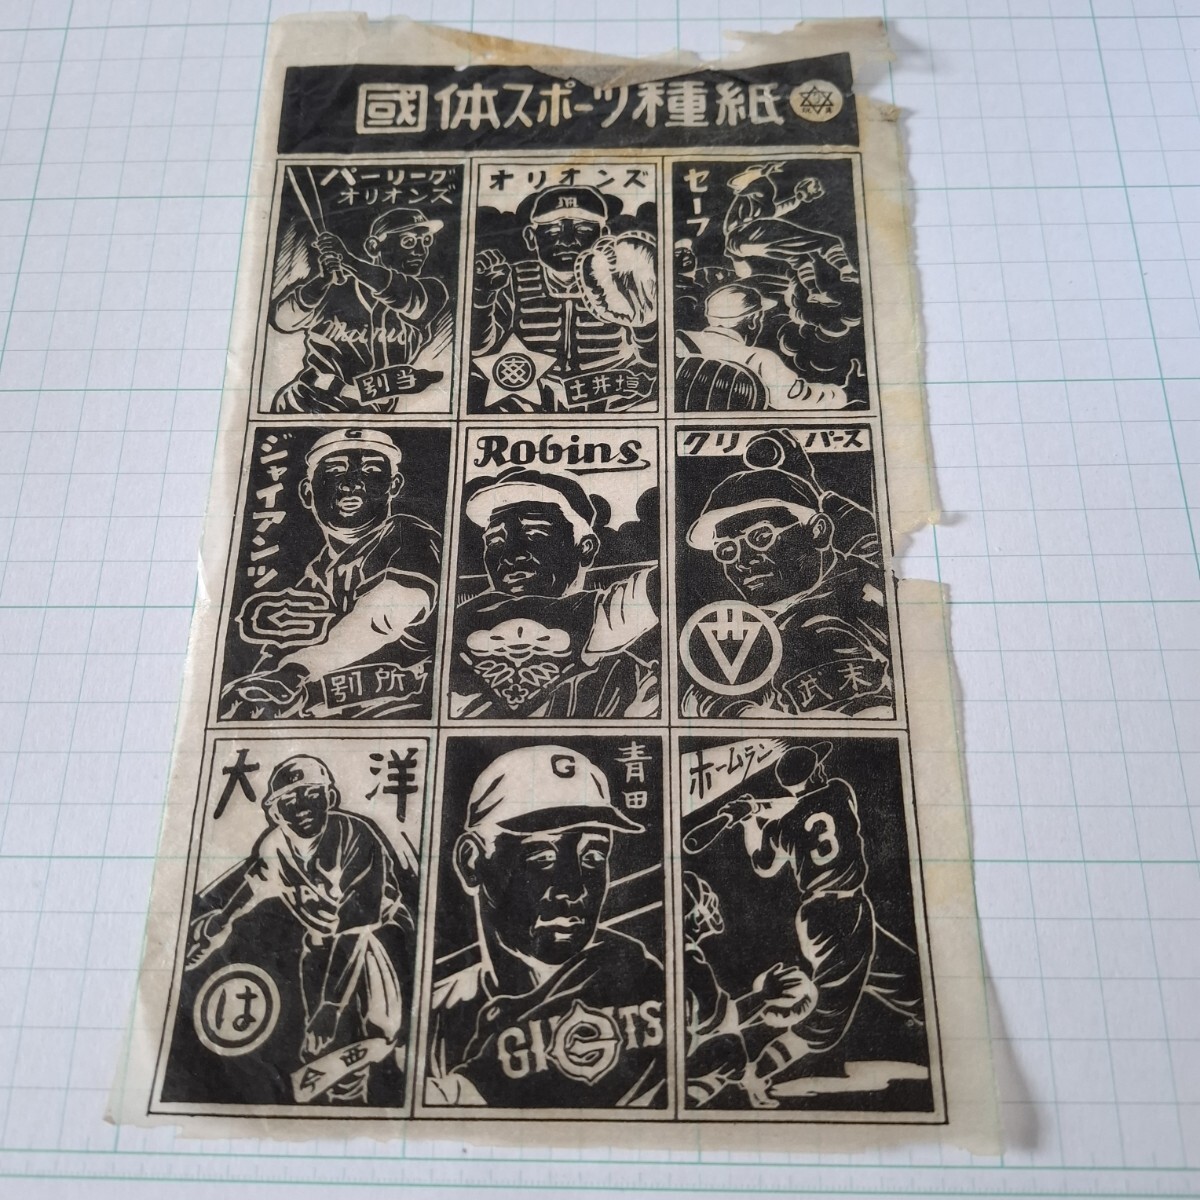 國体スポーツ種紙
パーリーグ
オリオンズ
M
Mainic
別当
オリオンズ
M
土井垣
セーフ
ジャイアンツ
G
G
別所
Robins
クリッパース
武末
大洋
は
今西
青田
G
GIANTS
ホームラン
3